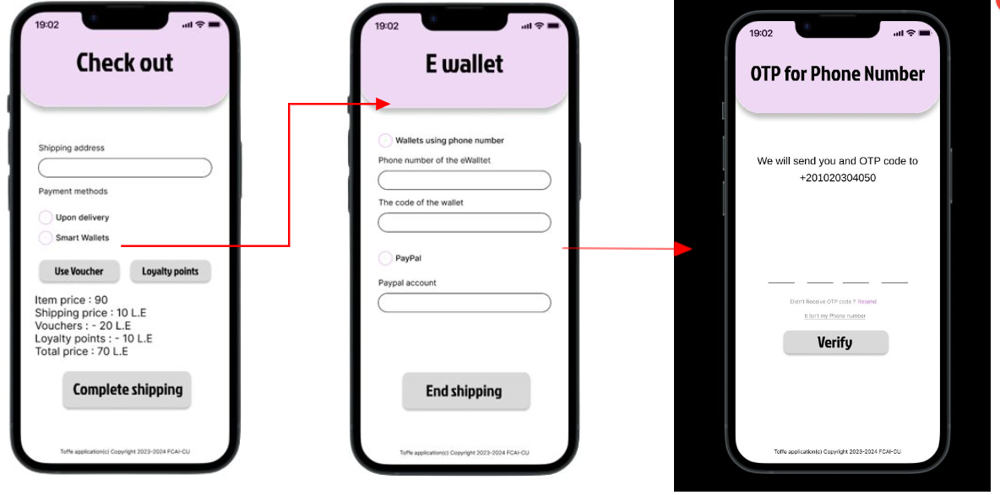 19:02
Check out
Shipping address
Payment methods
Upon delivery
Smart Wallets
Use Voucher
Loyalty points
Item price : 90
Shipping price : 10 L.E
Vouchers : - 20 L.E
Loyalty points : - 10 L.E
Total price : 70 L.E
Complete shipping
Toffe application(c) Copyright 2023-2024 FCAI-CU
19:02
E wallet
Wallets using phone number
Phone number of the eWalltet
The code of the wallet
PayPal
Paypal account
End shipping
Toffe application(c) Copyright 2023-2024 FCAI-CU
19:02
OTP for Phone Number
We will send you and OTP code to
+201020304050
Didn't Receive OTP code ? Resend
It Isn't my Phone number
Verify
Toffe application(c) Copyright 2023-2024 FCAI-CU